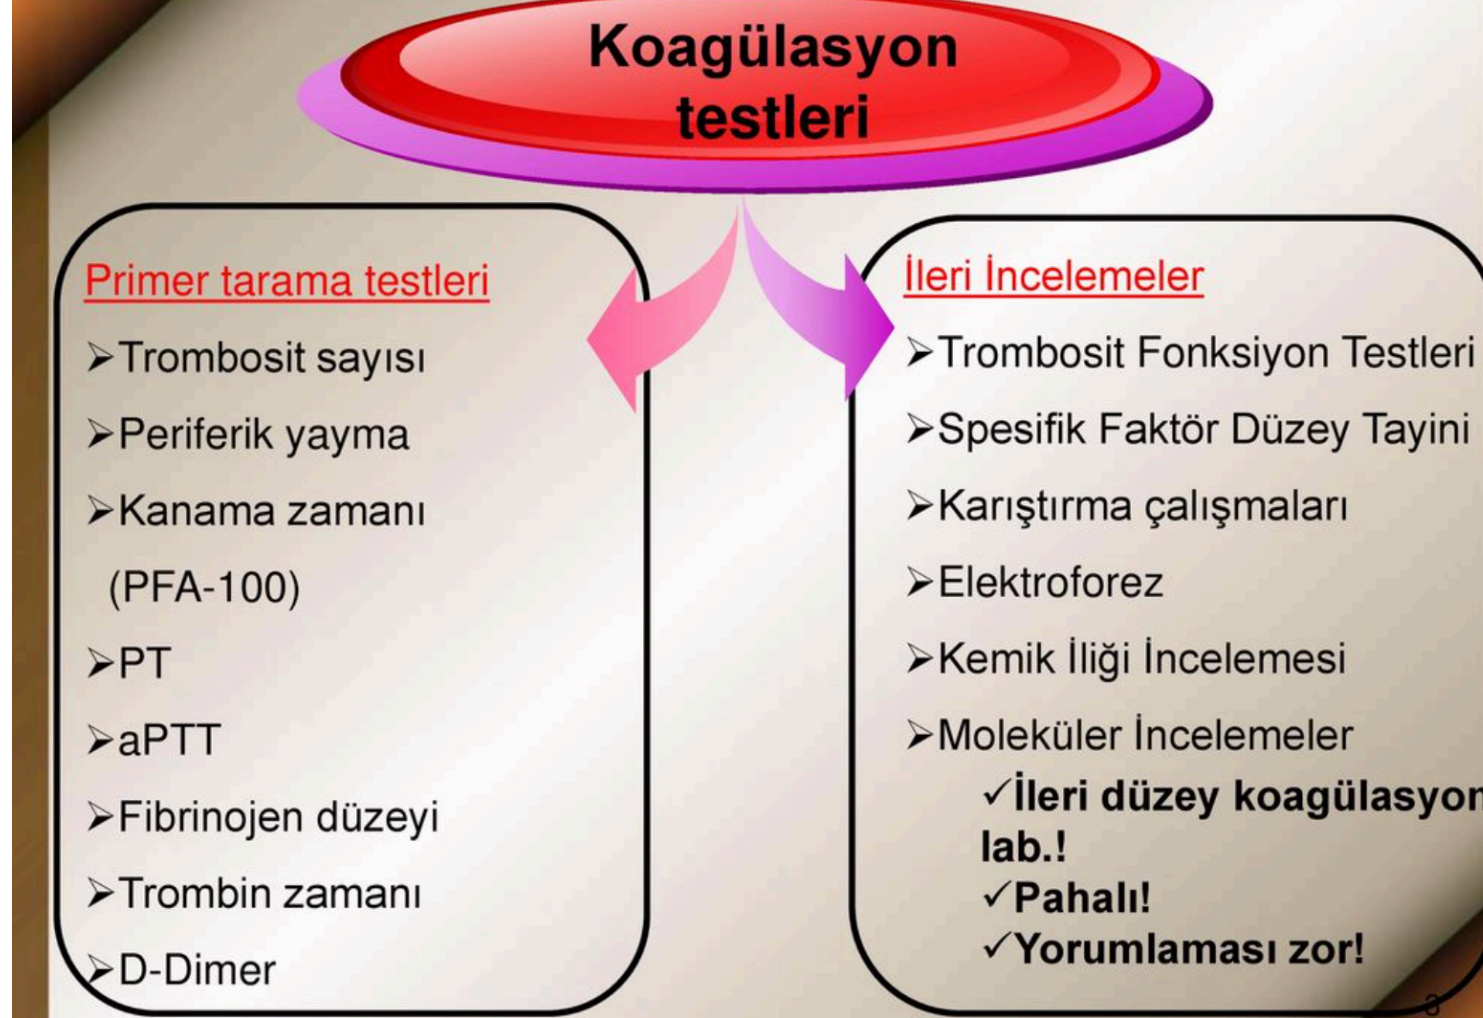 Koagülasyon
testleri
Primer tarama testleri
➢Trombosit sayısı
➢Periferik yayma
➢Kanama zamanı
(PFA-100)
➢PT
➢aPTT
➢Fibrinojen düzeyi
➢Trombin zamanı
➢D-Dimer
İleri İncelemeler
➢Trombosit Fonksiyon Testleri
➢Spesifik Faktör Düzey Tayini
➢Karıştırma çalışmaları
➢Elektroforez
➢Kemik İliği İncelemesi
➢Moleküler İncelemeler
✓İleri düzey koagülasyon
lab.!
✓Pahalı!
✓Yorumlaması zor!
3